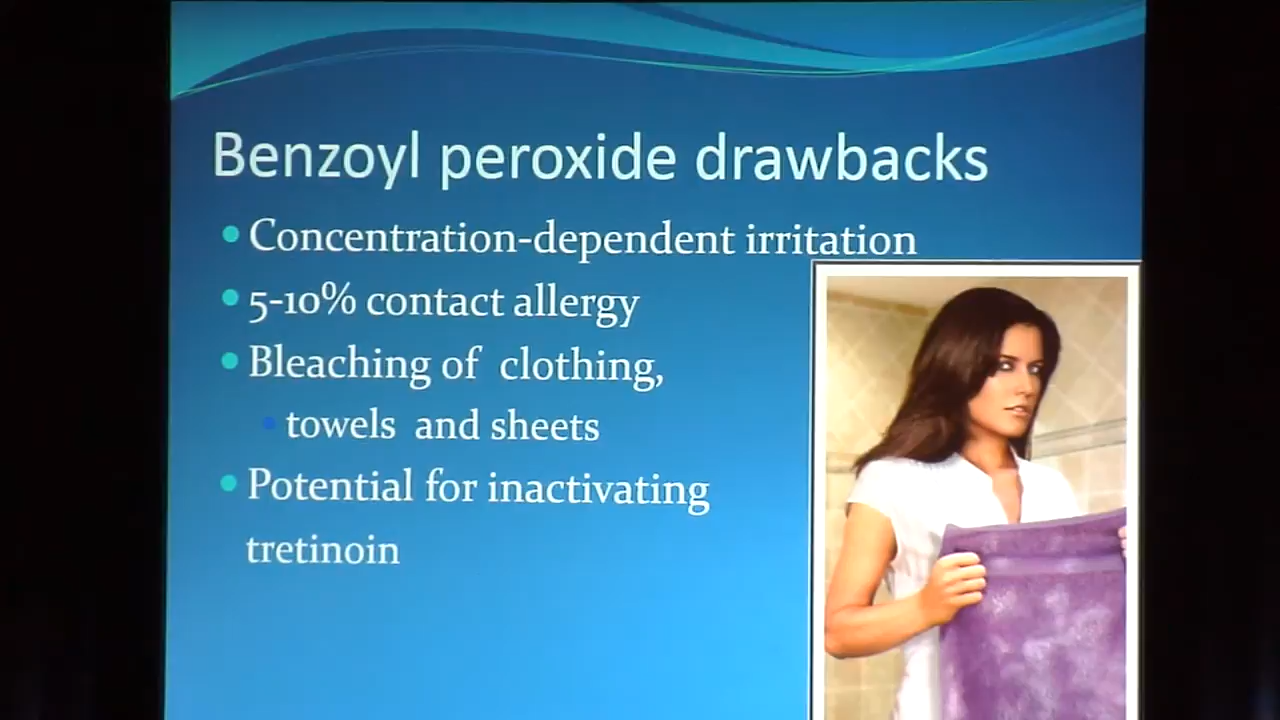 Benzoyl peroxide drawbacks
Concentration-dependent irritation
5-10% contact allergy
Bleaching of clothing,
towels and sheets
Potential for inactivating
tretinoin